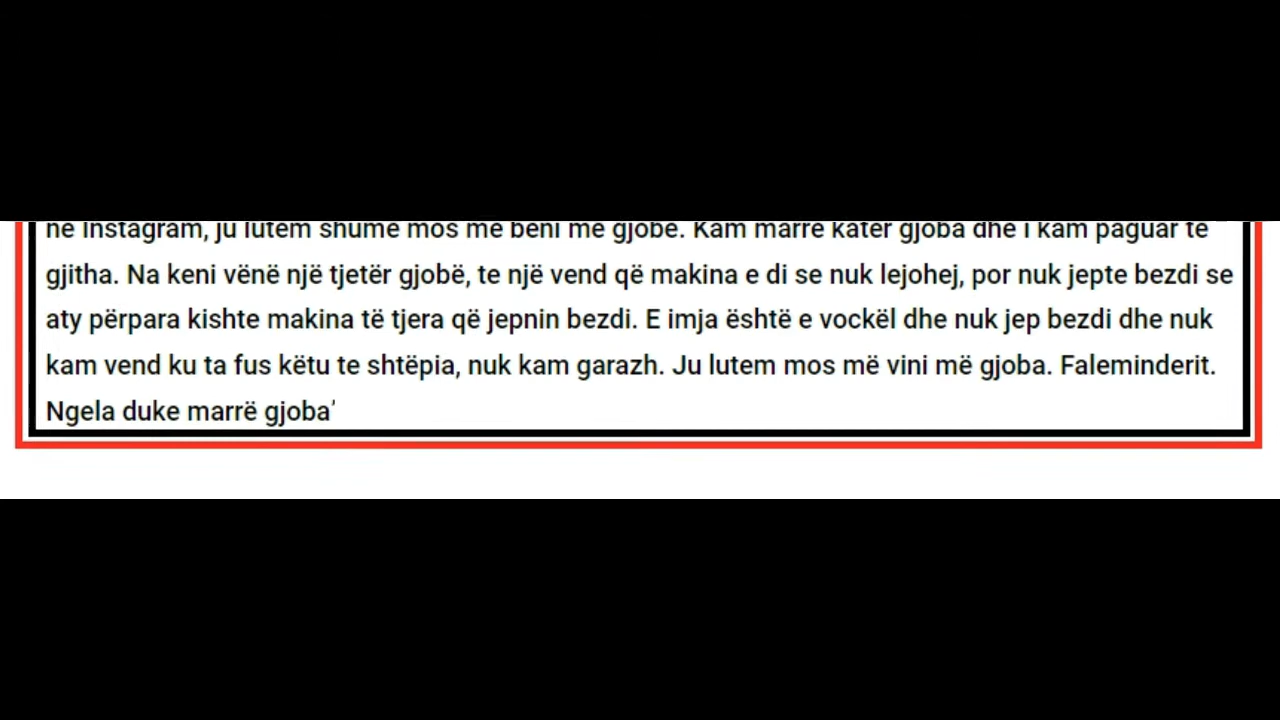 në Instagram, ju lutem shumë mos më bëni më gjobë. Kam marrë katër gjoba dhe i kam paguar të
gjitha. Na keni vënë një tjetër gjobë, te një vend që makina e di se nuk lejohej, por nuk jepte bezdi se
aty përpara kishte makina të tjera që jepnin bezdi. E imja është e vockël dhe nuk jep bezdi dhe nuk
kam vend ku ta fus këtu te shtëpia, nuk kam garazh. Ju lutem mos më vini më gjoba. Faleminderit.
Ngela duke marrë gjoba’